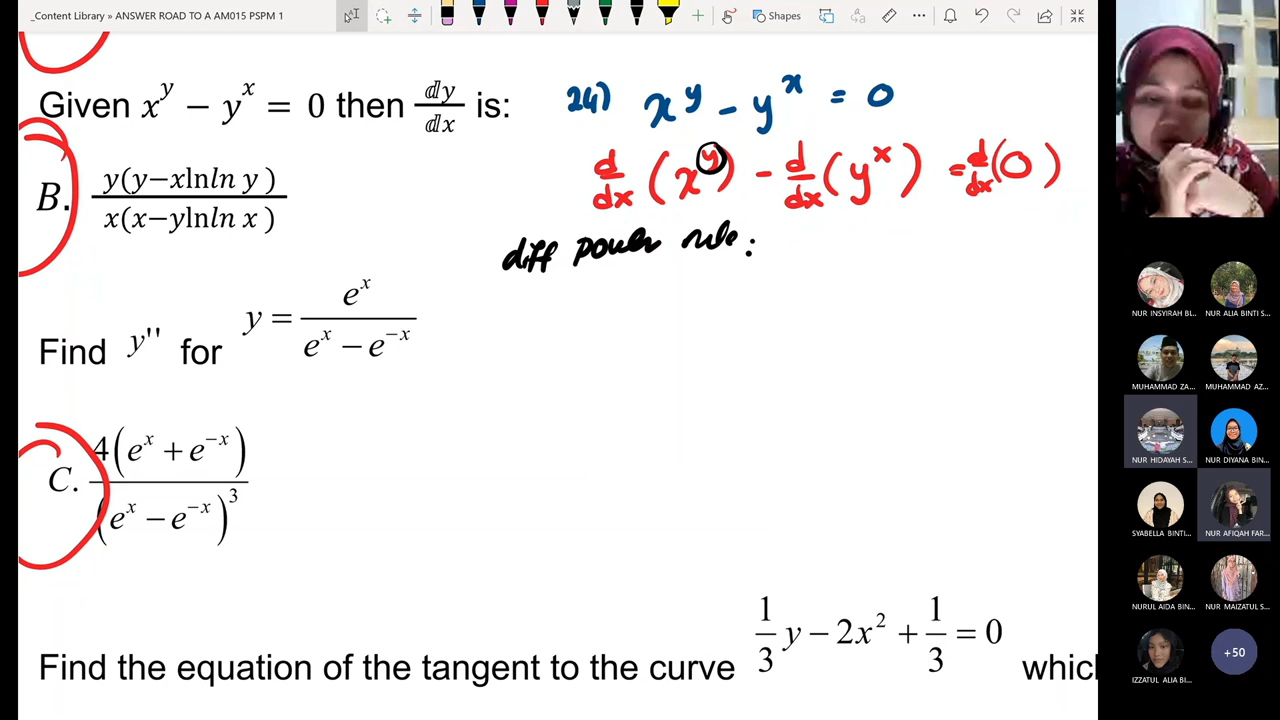 _Content Library » ANSWER ROAD TO A AM015 PSPM 1
Shapes
Given x^y − y^x = 0 then dy/dx is:
24) x^y - y^x = 0
d/dx (x^y) - d/dx (y^x) = d/dx (0)
B. y(y−xlnln y) / x(x−ylnln x)
diff power rule:
Find y'' for y = e^x / (e^x − e^−x)
C. 4(e^x + e^−x) / (e^x − e^−x)^3
Find the equation of the tangent to the curve 1/3 y − 2x^2 + 1/3 = 0 which
NUR INSYIRAH BI...
NUR ALIA BINTI S...
MUHAMMAD ZA...
MUHAMMAD AZ...
NUR HIDAYAH S...
NUR DIYANA BIN...
SYABELLA BINTI...
NUR AFIQAH FAR...
NURUL AIDA BIN...
NUR MAIZATUL S...
IZZATUL ALIA BI...
+50